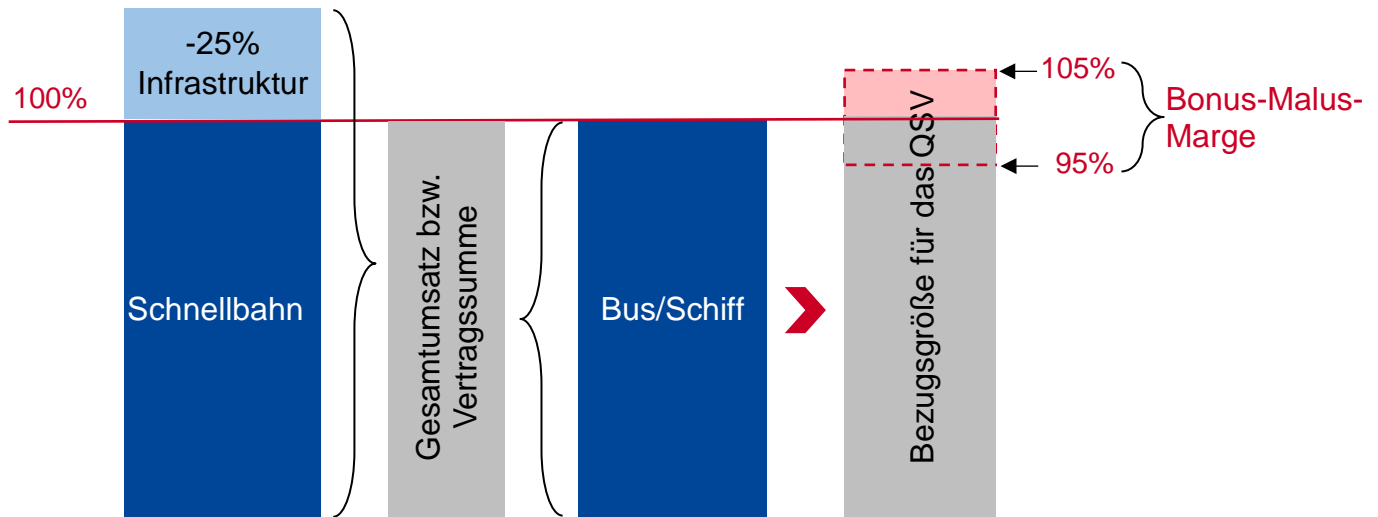 -25%
Infrastruktur
100%
Schnellbahn
Gesamtumsatz bzw.
Vertragssumme
Bus/Schiff
Bezugsgröße für das QSV
105%
95%
Bonus-Malus-
Marge